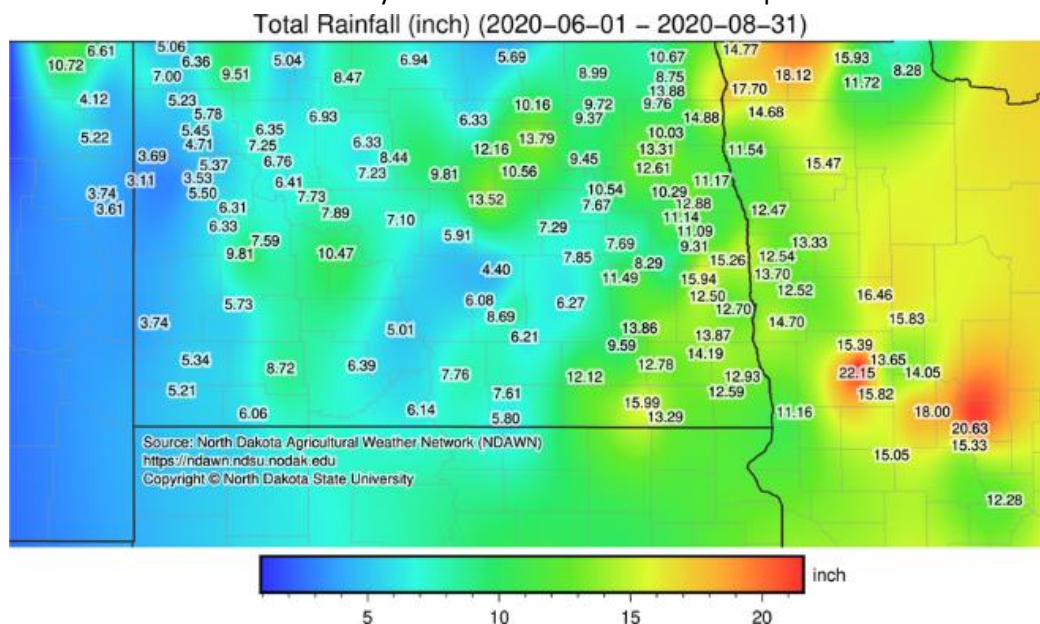 Total Rainfall (inch) (2020-06-01 - 2020-08-31)
6.61 5.06 14.77
10.72 6.36 5.04 6.94 5.69 10.67 15.93
7.00 9.51 8.47 8.99 8.75 18.12 11.72 8.28
4.12 5.23 13.88 17.70
5.78 6.93 6.33 10.16 9.72 9.76 14.68
5.22 5.45 6.35 9.37 14.88
4.71 7.25 6.33 13.79 10.03
3.69 6.76 8.44 12.16 9.45 13.31 11.54
5.37 7.23 9.81 10.56 12.61 15.47
3.11 3.53 6.41 11.17
3.74 5.50 7.73 13.52 10.54 10.29
3.61 6.31 7.89 7.67 12.88 12.47
6.33 7.10 7.29 11.14
7.59 5.91 7.69 11.09 13.33
9.81 10.47 7.85 9.31 12.54
4.40 8.29 15.26
11.49 15.94 13.70
5.73 6.08 6.27 12.50 12.52 16.46
3.74 8.69 12.70 14.70 15.83
5.01 6.21 13.86 13.87
9.59 14.19 15.39
5.34 8.72 6.39 12.78 13.65
7.76 12.12 12.93 22.15 14.05
5.21 7.61 12.59 15.82
6.06 6.14 5.80 15.99 13.29 11.16 18.00
20.63
Source: North Dakota Agricultural Weather Network (NDAWN) 15.33
https://ndawn.ndsu.nodak.edu 15.05
Copyright © North Dakota State University
12.28
inch
5 10 15 20